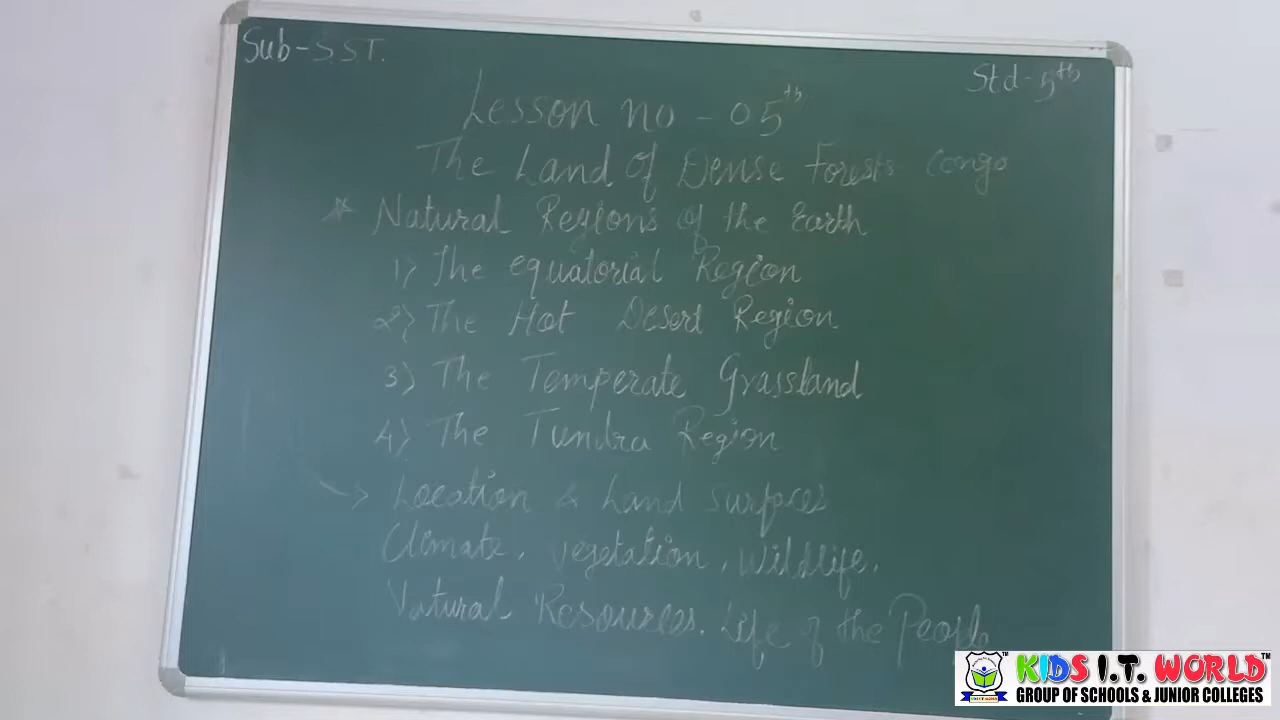 Sub-S.S.T.
Std-5th
Lesson no - 05th
The Land of Dense Forests Congo
* Natural Regions of the Earth
1) The equatorial Region
2) The Hot Desert Region
3) The Temperate Grassland
4) The Tundra Region
→ Location & Land surfaces
Climate, vegetation, Wildlife,
Natural Resources. Life of the People
KIDS I.T. WORLD™
GROUP OF SCHOOLS & JUNIOR COLLEGES